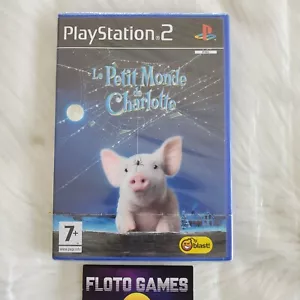 PlayStation 2
Le Petit Monde
de
Charlotte
7+
blast!
FLOTO GAMES